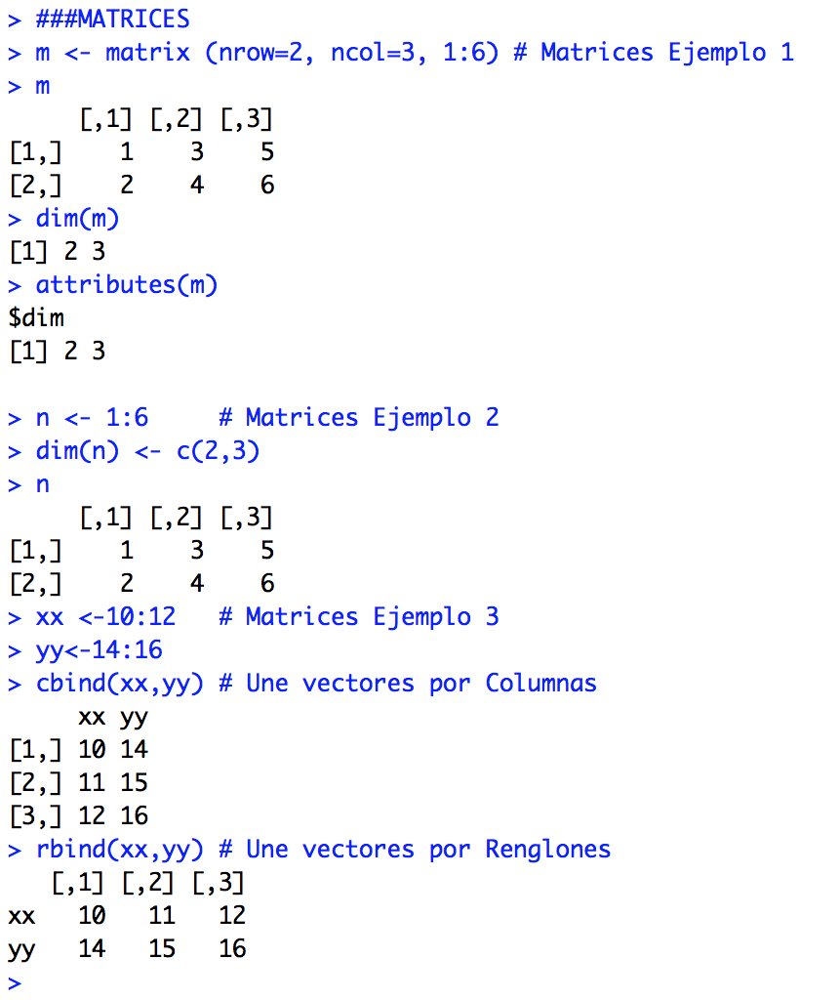 > ###MATRICES
> m <- matrix (nrow=2, ncol=3, 1:6) # Matrices Ejemplo 1
> m
     [,1] [,2] [,3]
[1,]    1    3    5
[2,]    2    4    6
> dim(m)
[1] 2 3
> attributes(m)
$dim
[1] 2 3

> n <- 1:6     # Matrices Ejemplo 2
> dim(n) <- c(2,3)
> n
     [,1] [,2] [,3]
[1,]    1    3    5
[2,]    2    4    6
> xx <-10:12   # Matrices Ejemplo 3
> yy<-14:16
> cbind(xx,yy) # Une vectores por Columnas
     xx yy
[1,] 10 14
[2,] 11 15
[3,] 12 16
> rbind(xx,yy) # Une vectores por Renglones
   [,1] [,2] [,3]
xx   10   11   12
yy   14   15   16
>